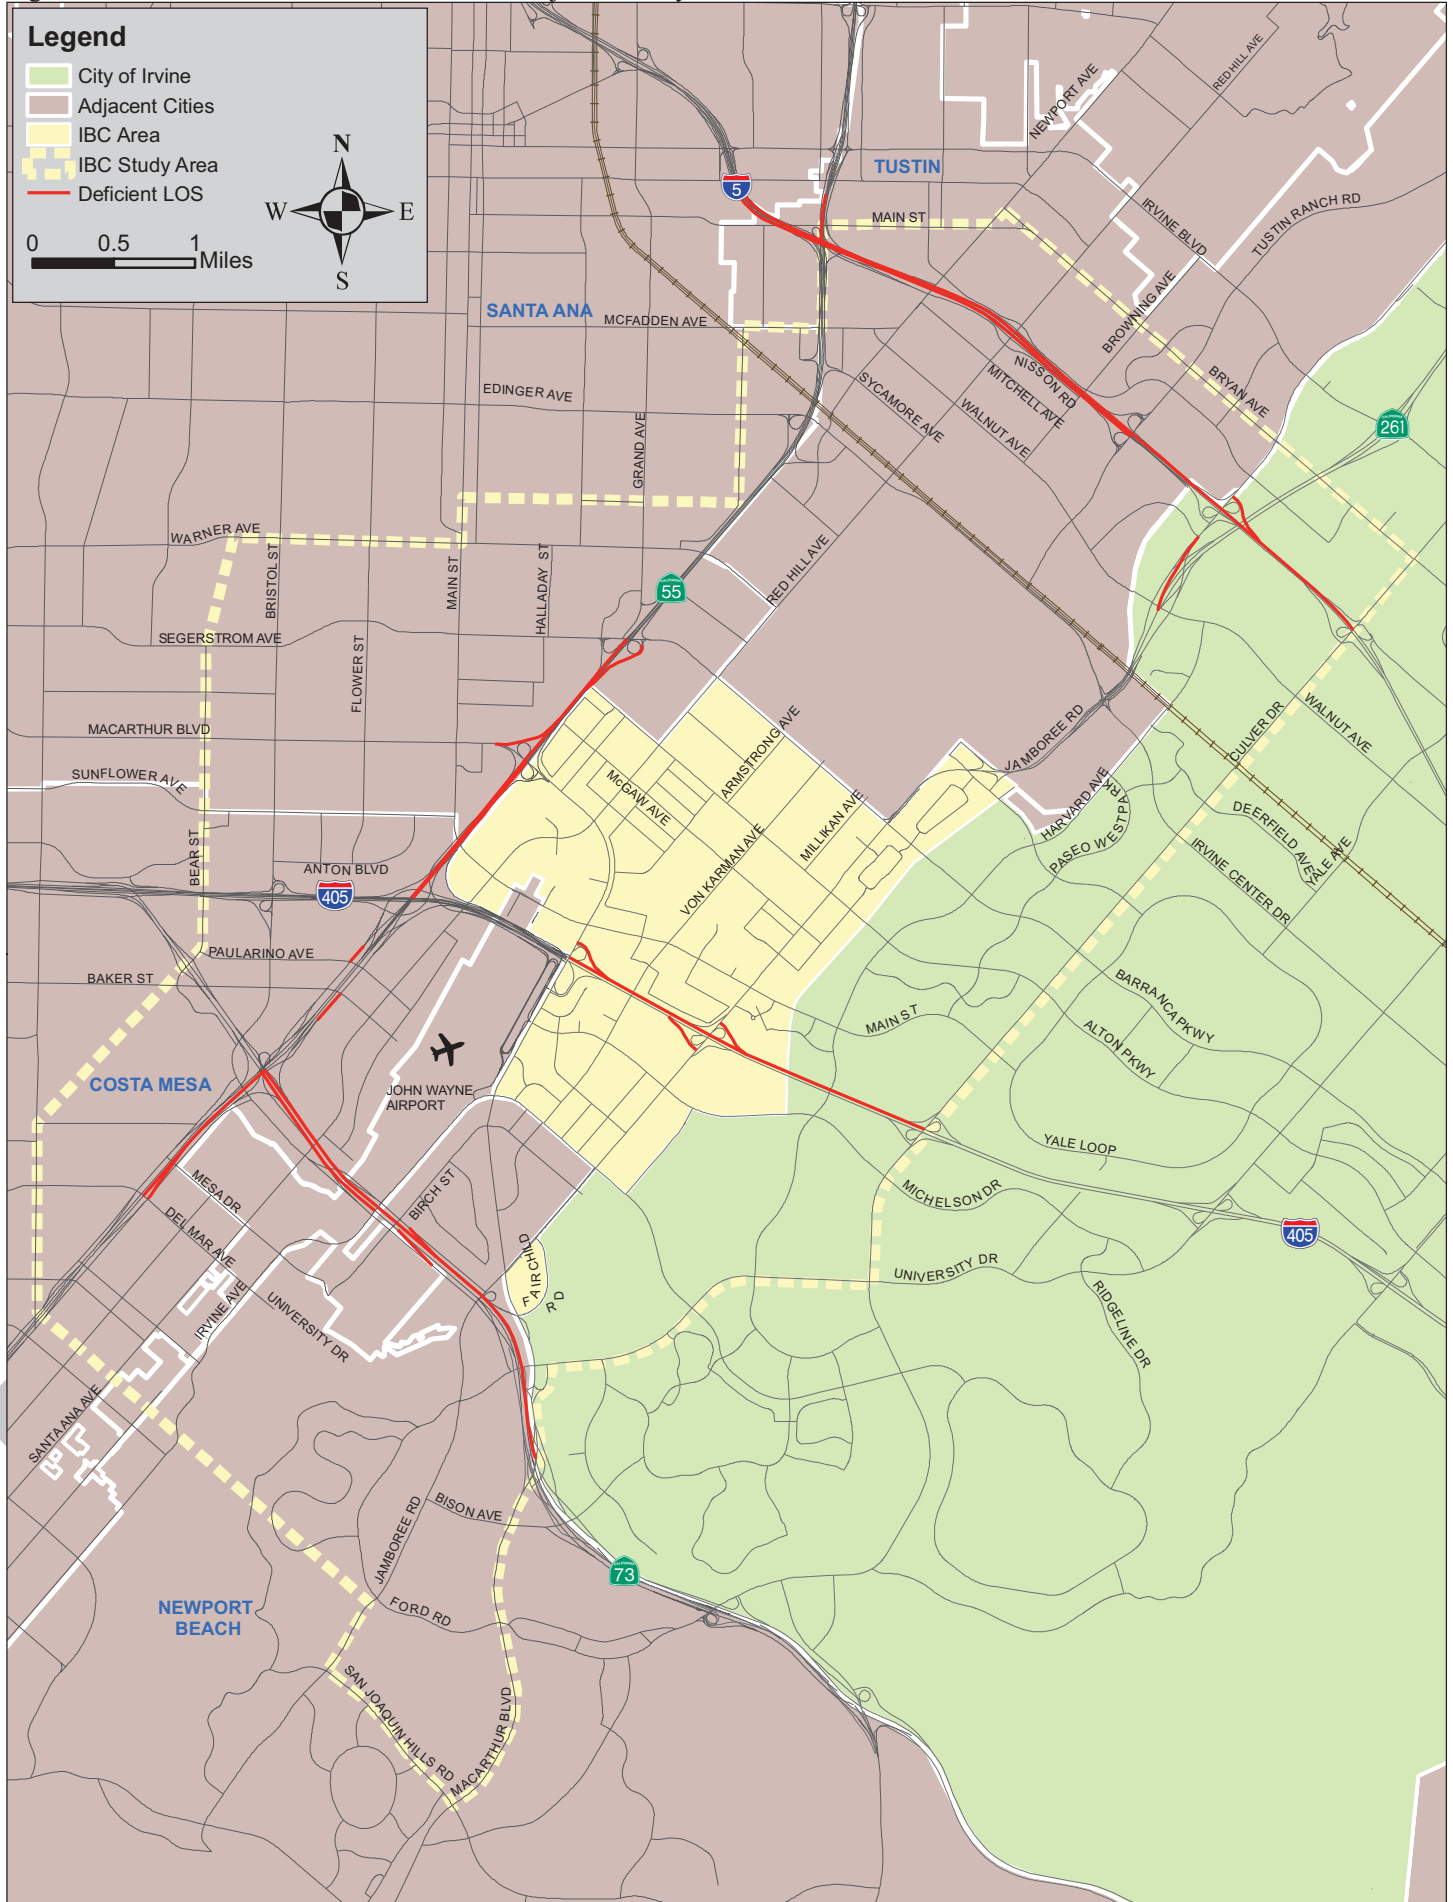 Legend
City of Irvine
Adjacent Cities
IBC Area
IBC Study Area
Deficient LOS
0 0.5 1
Miles
N
W E
S
NEWPORT AVE
RED HILL AVE
TUSTIN
5
MAIN ST
IRVINE BLVD
TUSTIN RANCH RD
SANTA ANA
MCFADDEN AVE
BROWNING AVE
NISSON RD
MITCHELL AVE
BRYAN AVE
EDINGER AVE
SYCAMORE AVE
WALNUT AVE
CALIFORNIA
261
GRAND AVE
WARNER AVE
BRISTOL ST
MAIN ST
HALLADAY ST
CALIFORNIA
55
RED HILL AVE
SEGERSTROM AVE
FLOWER ST
MACARTHUR BLVD
ARMSTRONG AVE
JAMBOREE RD
CULVER DR
WALNUT AVE
SUNFLOWER AVE
McGAW AVE
MILLIKAN AVE
HARVARD AVE
PASEO WESTPARK
DEERFIELD AVE
YALE AVE
IRVINE CENTER DR
BEAR ST
ANTON BLVD
VON KARMAN AVE
405
PAULARINO AVE
BAKER ST
BARRANCA PKWY
MAIN ST
ALTON PKWY
COSTA MESA
JOHN WAYNE
AIRPORT
YALE LOOP
MESA DR
BIRCH ST
MICHELSON DR
DEL MAR AVE
FAIRCHILD
RD
405
UNIVERSITY DR
IRVINE AVE
UNIVERSITY DR
RIDGELINE DR
SANTA ANA AVE
JAMBOREE RD
BISON AVE
CALIFORNIA
73
NEWPORT
BEACH
FORD RD
SAN JOAQUIN HILLS RD
MACARTHUR BLVD